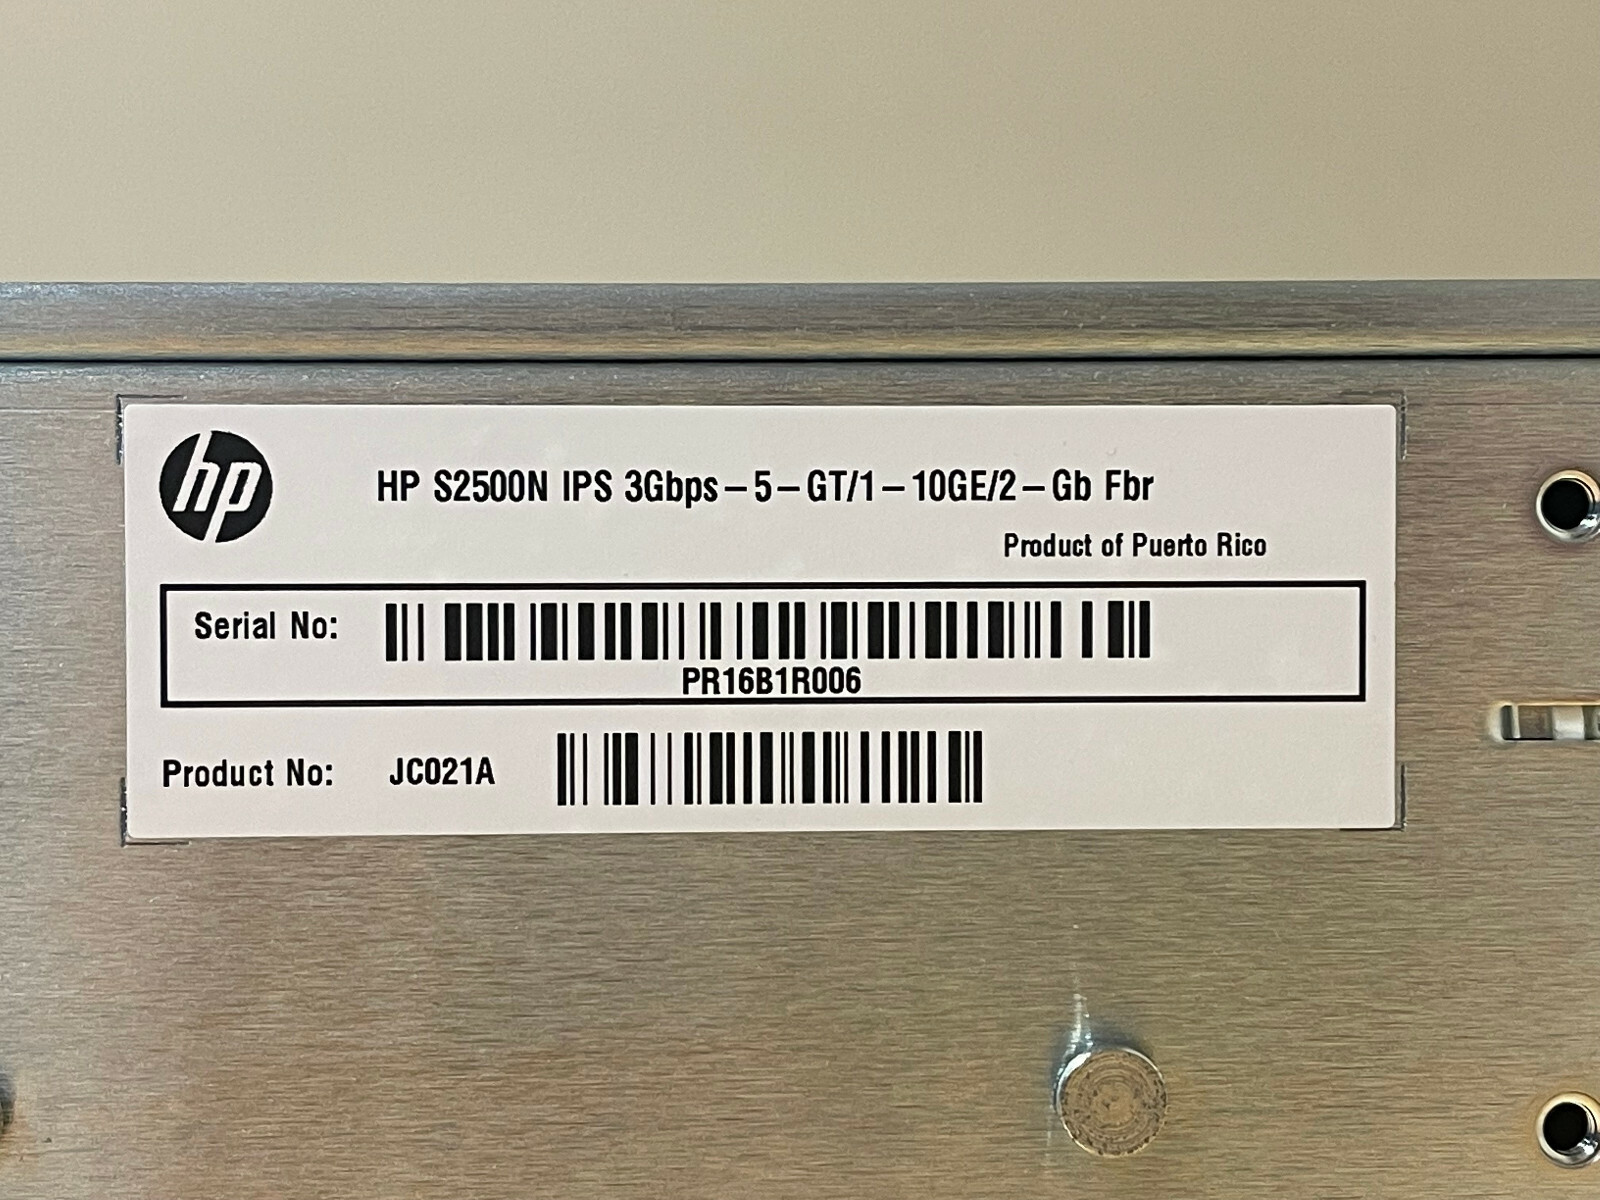 hp
HP S2500N IPS 3Gbps–5–GT/1–10GE/2–Gb Fbr
Product of Puerto Rico
Serial No:
PR16B1R006
Product No: JC021A